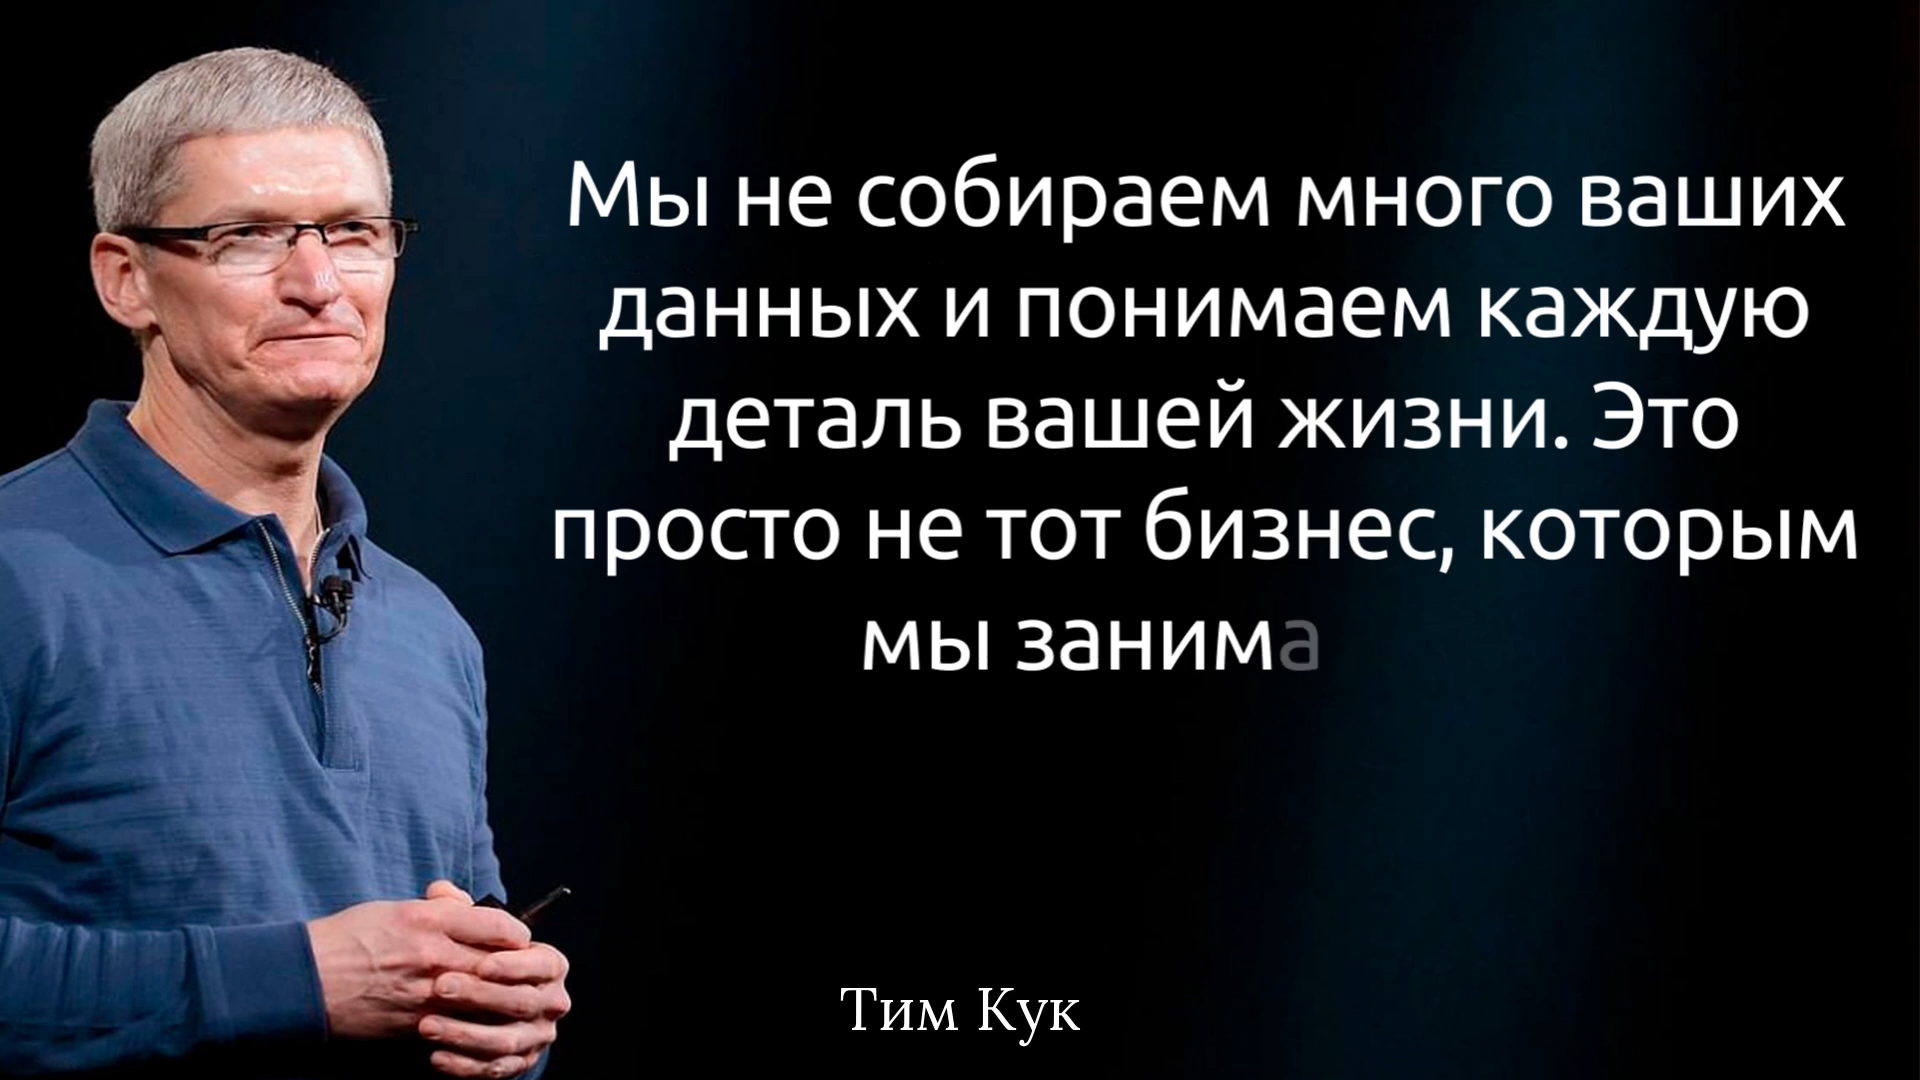 Мы не собираем много ваших
данных и понимаем каждую
деталь вашей жизни. Это
просто не тот бизнес, которым
мы занима
Тим Кук